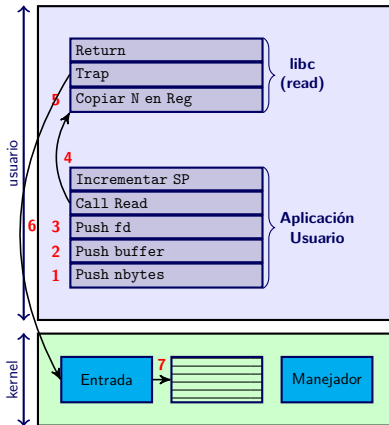 usuario
Return
Trap
5 Copiar N en Reg
libc
(read)
4
Incrementar SP
Call Read
6
3 Push fd
2 Push buffer
1 Push nbytes
Aplicación
Usuario
kernel
Entrada
7
Manejador